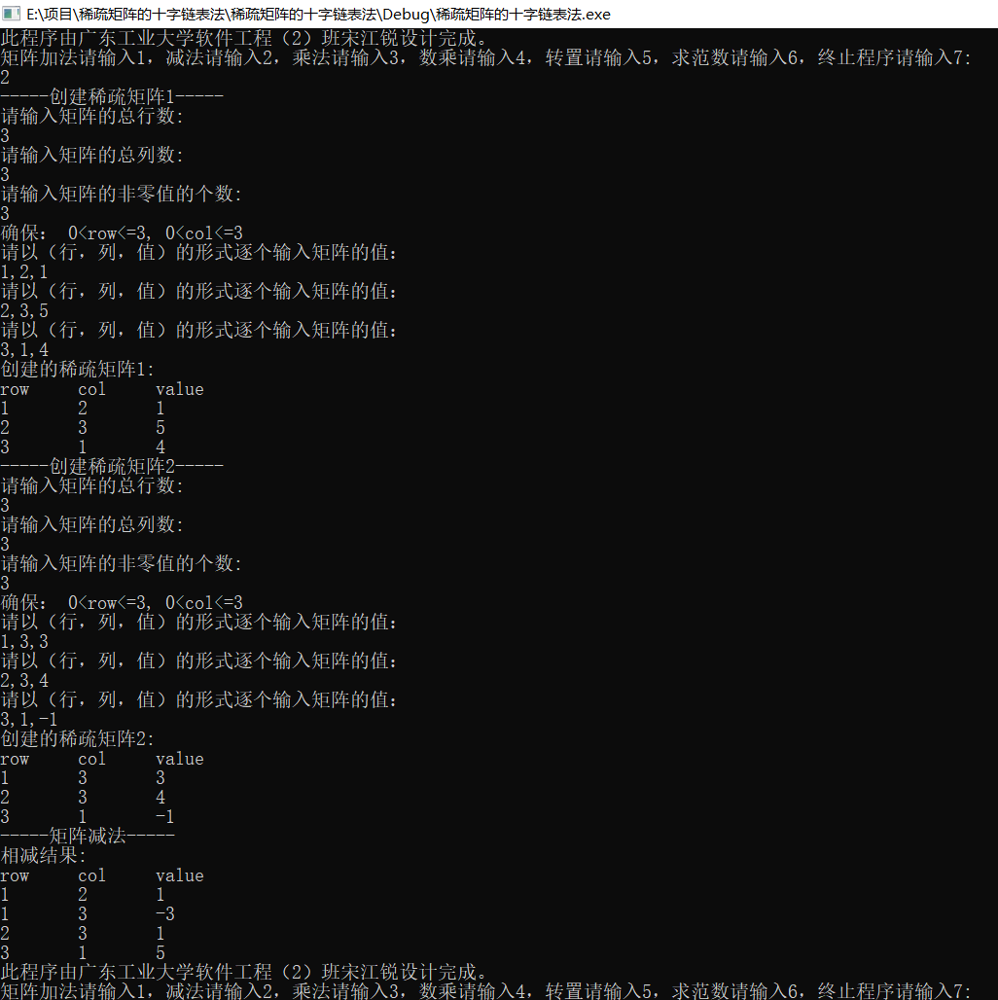 E:\项目\稀疏矩阵的十字链表法\稀疏矩阵的十字链表法\Debug\稀疏矩阵的十字链表法.exe
此程序由广东工业大学软件工程（2）班宋江锐设计完成。
矩阵加法请输入1，减法请输入2，乘法请输入3，数乘请输入4，转置请输入5，求范数请输入6，终止程序请输入7:
2
-----创建稀疏矩阵1-----
请输入矩阵的总行数:
3
请输入矩阵的总列数:
3
请输入矩阵的非零值的个数:
3
确保： 0<row<=3, 0<col<=3
请以（行，列，值）的形式逐个输入矩阵的值:
1,2,1
请以（行，列，值）的形式逐个输入矩阵的值:
2,3,5
请以（行，列，值）的形式逐个输入矩阵的值:
3,1,4
创建的稀疏矩阵1:
row col value
1 2 1
2 3 5
3 1 4
-----创建稀疏矩阵2-----
请输入矩阵的总行数:
3
请输入矩阵的总列数:
3
请输入矩阵的非零值的个数:
3
确保： 0<row<=3, 0<col<=3
请以（行，列，值）的形式逐个输入矩阵的值:
1,3,3
请以（行，列，值）的形式逐个输入矩阵的值:
2,3,4
请以（行，列，值）的形式逐个输入矩阵的值:
3,1,-1
创建的稀疏矩阵2:
row col value
1 3 3
2 3 4
3 1 -1
-----矩阵减法-----
相减结果:
row col value
1 2 1
1 3 -3
2 3 1
3 1 5
此程序由广东工业大学软件工程（2）班宋江锐设计完成。
矩阵加法请输入1，减法请输入2，乘法请输入3，数乘请输入4，转置请输入5，求范数请输入6，终止程序请输入7: